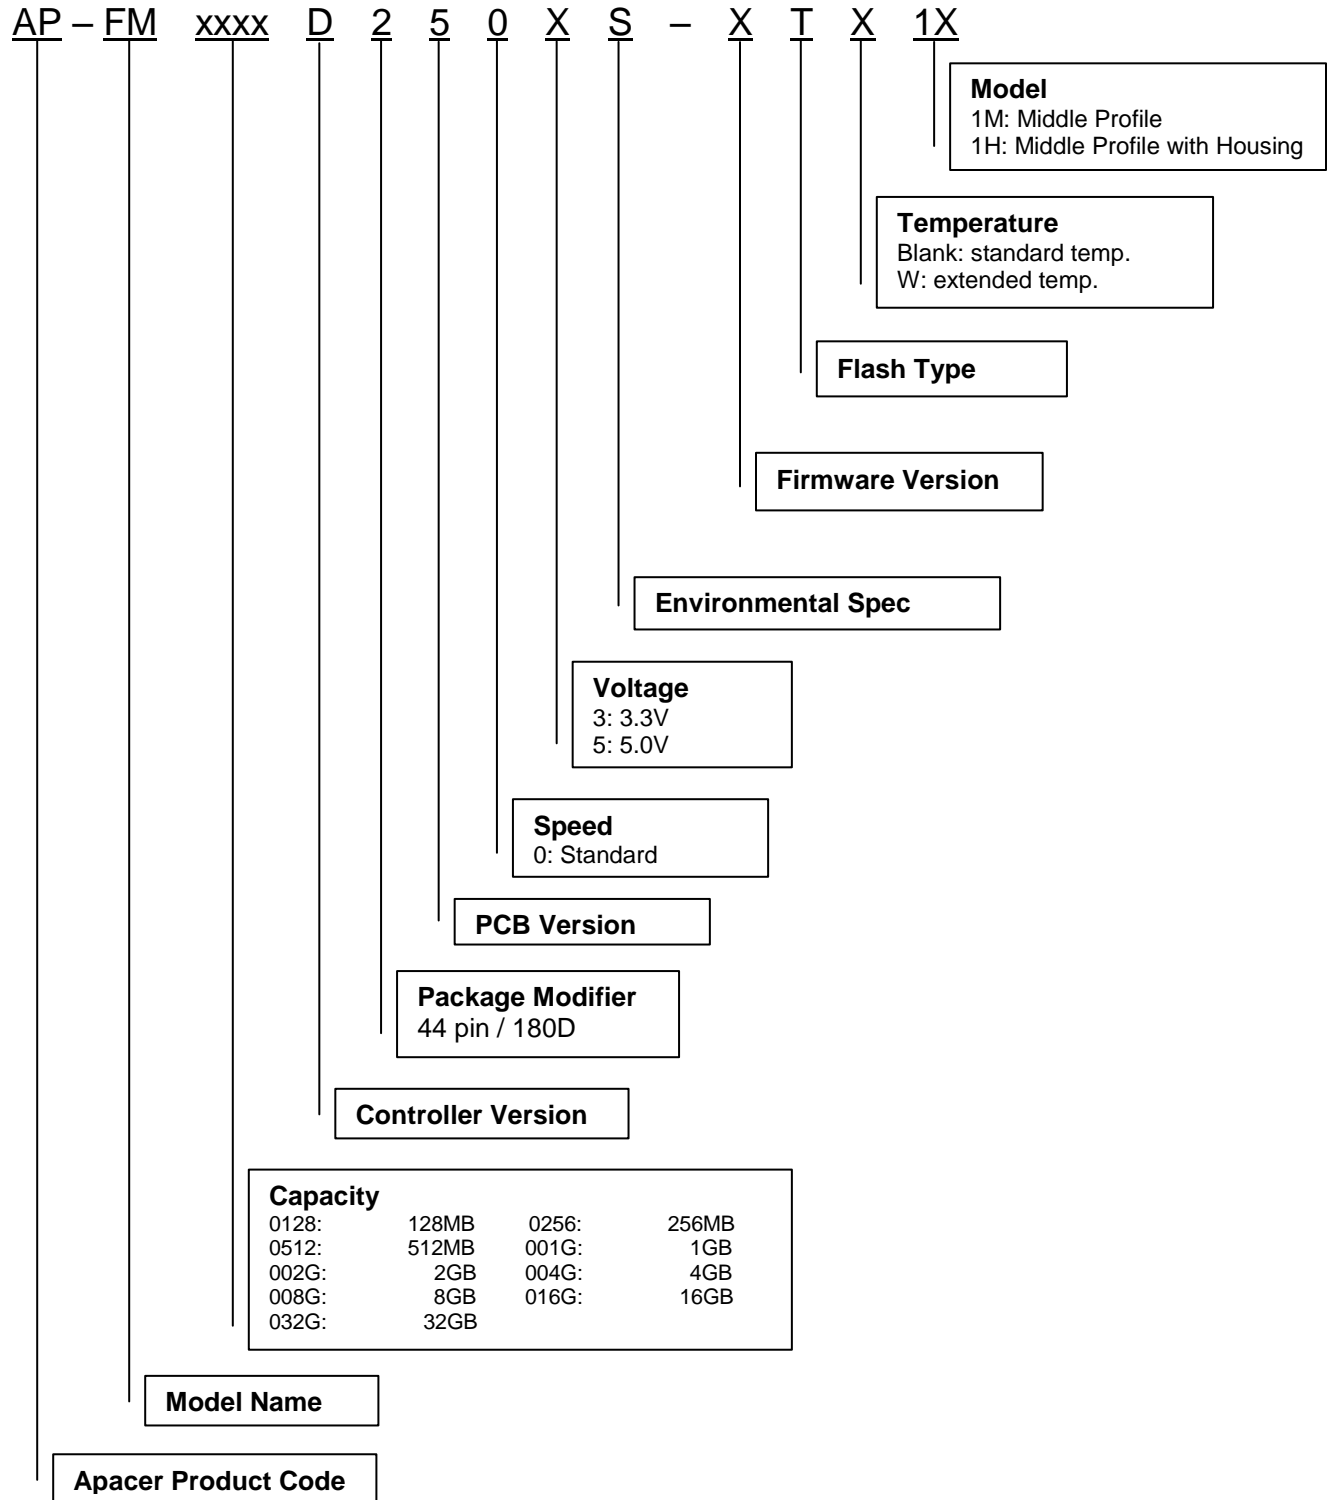 AP – FM xxxx D 2 5 0 X S – X T X 1X
Model
1M: Middle Profile
1H: Middle Profile with Housing
Temperature
Blank: standard temp.
W: extended temp.
Flash Type
Firmware Version
Environmental Spec
Voltage
3: 3.3V
5: 5.0V
Speed
0: Standard
PCB Version
Package Modifier
44 pin / 180D
Controller Version
Capacity
0128: 128MB 0256: 256MB
0512: 512MB 001G: 1GB
002G: 2GB 004G: 4GB
008G: 8GB 016G: 16GB
032G: 32GB
Model Name
Apacer Product Code